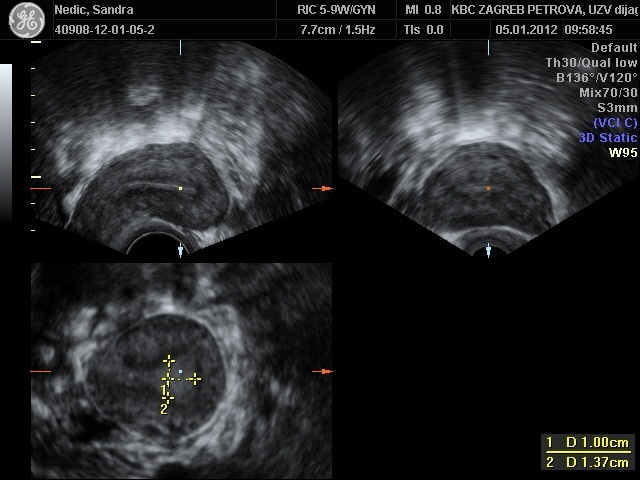 GE
Nedic, Sandra RIC 5-9W/GYN MI 0.8 KBC ZAGREB PETROVA, UZV dijag
40908-12-01-05-2 7.7cm / 1.5Hz TIs 0.0 05.01.2012 09:58:45
Default
Th30/Qual low
B136°/V120°
Mix70/30
S3mm
(VCI C)
3D Static
W95
1
2
1 D 1.00cm
2 D 1.37cm